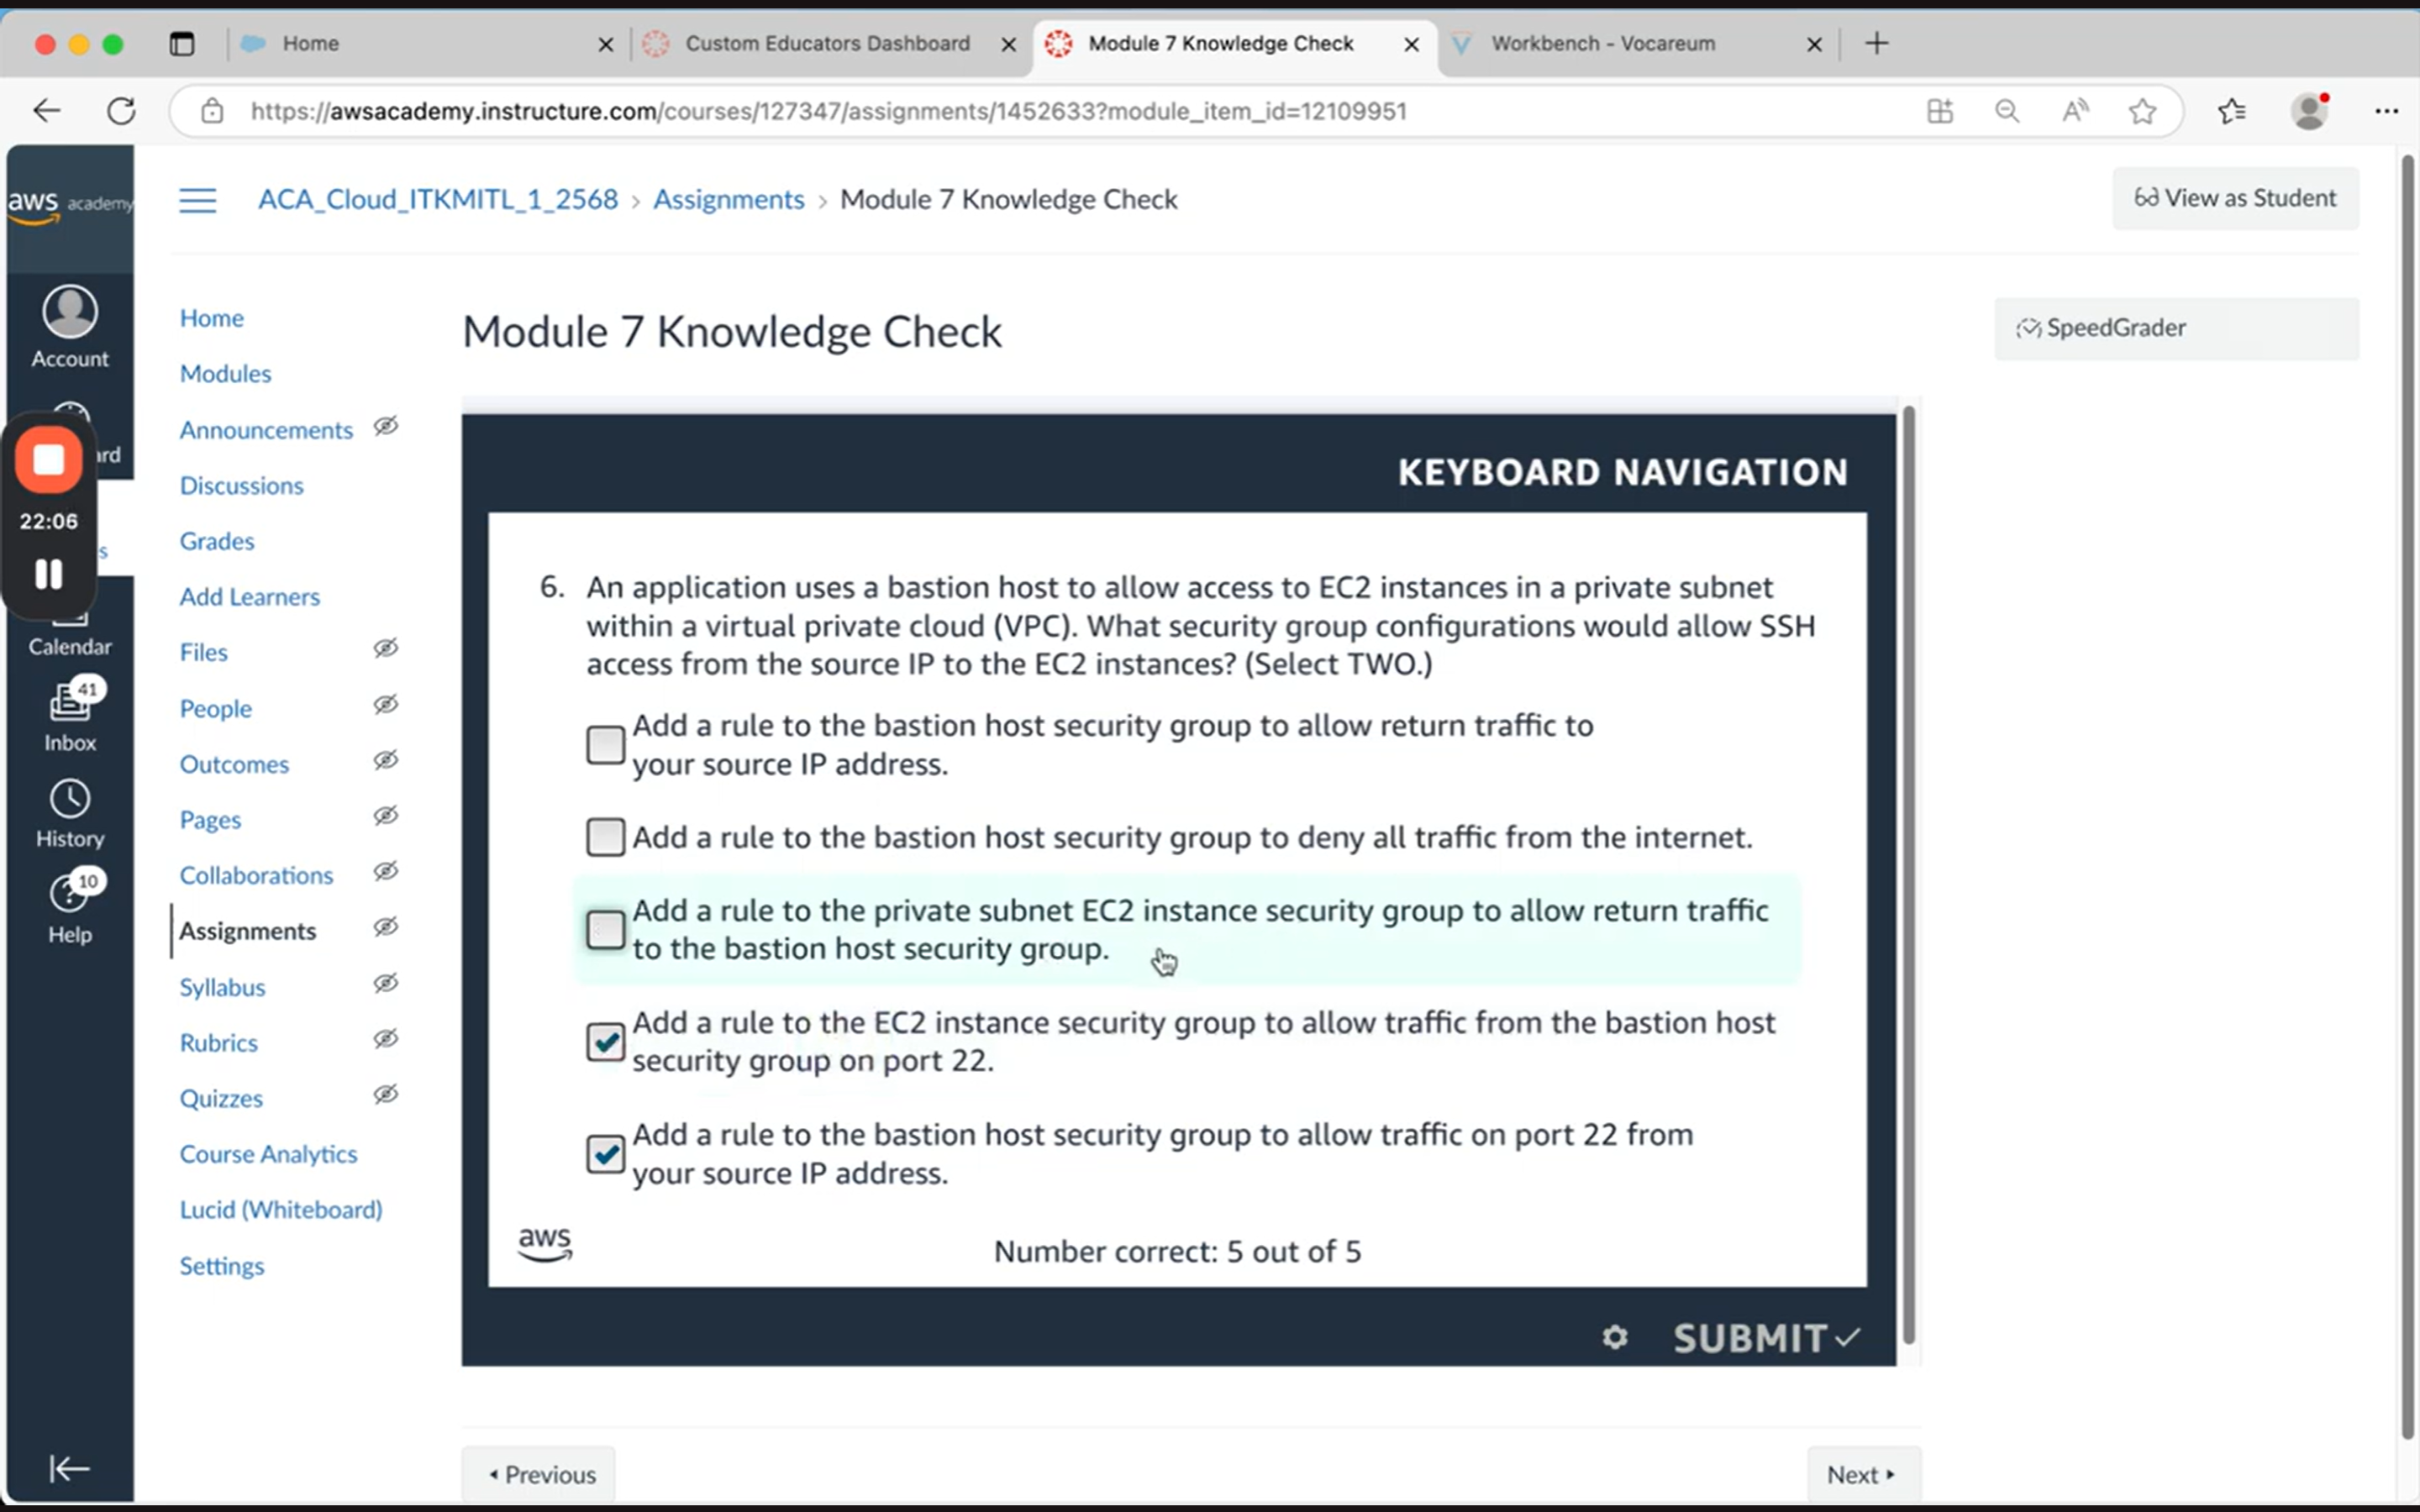 Home
Custom Educators Dashboard
Module 7 Knowledge Check
Workbench - Vocareum
https://awsacademy.instructure.com/courses/127347/assignments/1452633?module_item_id=12109951
aws academy
ACA_Cloud_ITKMITL_1_2568 › Assignments › Module 7 Knowledge Check
View as Student
Account
rd
22:06
s
Calendar
41
Inbox
History
10
Help
Home
Modules
Announcements
Discussions
Grades
Add Learners
Files
People
Outcomes
Pages
Collaborations
Assignments
Syllabus
Rubrics
Quizzes
Course Analytics
Lucid (Whiteboard)
Settings
Module 7 Knowledge Check
SpeedGrader
KEYBOARD NAVIGATION
6. An application uses a bastion host to allow access to EC2 instances in a private subnet
within a virtual private cloud (VPC). What security group configurations would allow SSH
access from the source IP to the EC2 instances? (Select TWO.)
Add a rule to the bastion host security group to allow return traffic to
your source IP address.
Add a rule to the bastion host security group to deny all traffic from the internet.
Add a rule to the private subnet EC2 instance security group to allow return traffic
to the bastion host security group.
Add a rule to the EC2 instance security group to allow traffic from the bastion host
security group on port 22.
Add a rule to the bastion host security group to allow traffic on port 22 from
your source IP address.
aws
Number correct: 5 out of 5
SUBMIT
Previous
Next